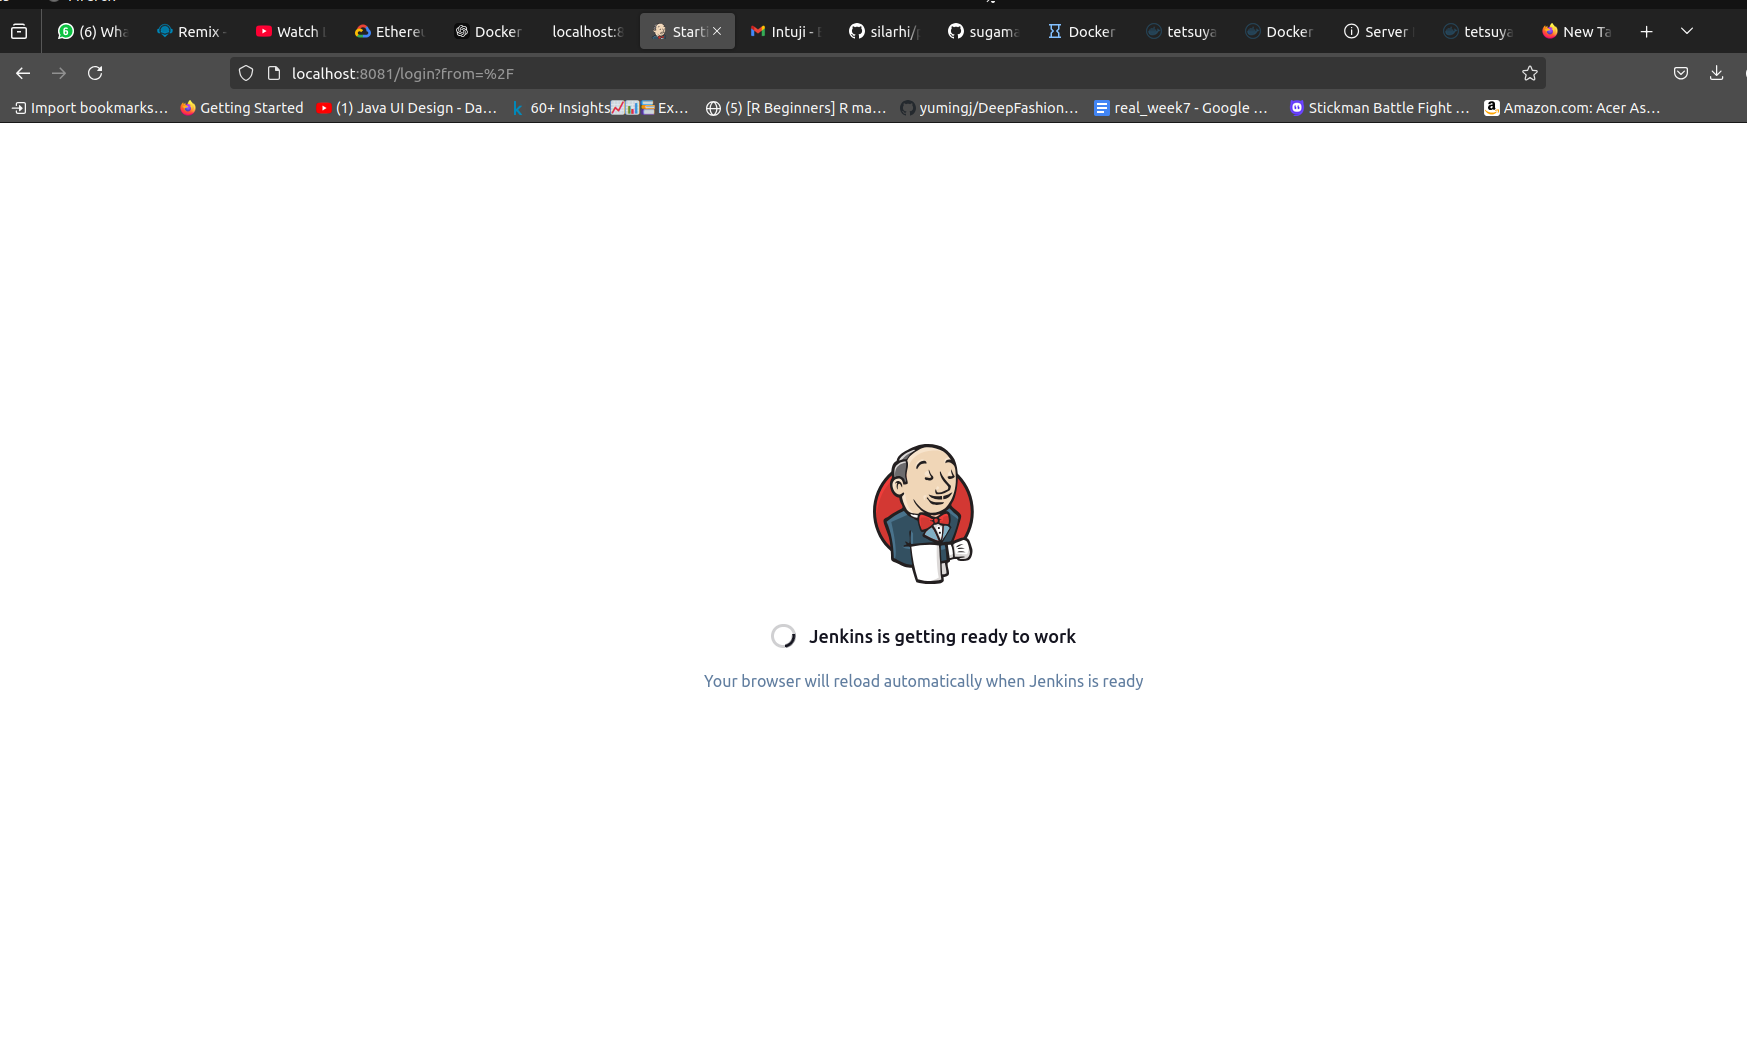 (6) Wha Remix - Watch Ethereu Docker localhost:8 Starti Intuji - silarhi/ sugama Docker tetsuya Docker Server tetsuya New Ta
localhost:8081/login?from=%2F
Import bookmarks… Getting Started (1) Java UI Design - Da… 60+ Insights📈📊📚Ex… (5) [R Beginners] R ma… yumingj/DeepFashion… real_week7 - Google … Stickman Battle Fight … Amazon.com: Acer As…
Jenkins is getting ready to work
Your browser will reload automatically when Jenkins is ready